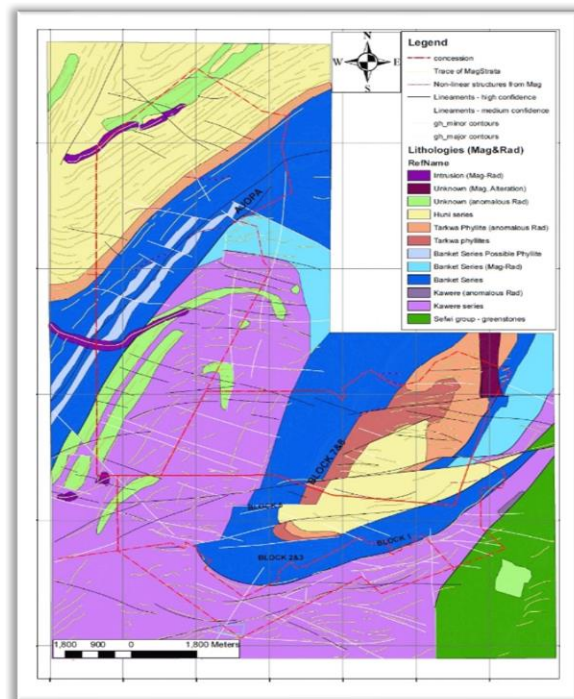 N
W E
S
Legend
concession
Trace of MagStrata
Non-linear structures from Mag
Lineaments - high confidence
Lineaments - medium confidence
gh_minor contours
gh_major contours
Lithologies (Mag&Rad)
RefName
Intrusion (Mag-Rad)
Unknown (Mag. Alteration)
Unknown (anomalous Rad)
Huni series
Tarkwa Phyllite (anomalous Rad)
Tarkwa phyllites
Banket Series Possible Phyllite
Banket Series (Mag-Rad)
Banket Series
Kawere (anomalous Rad)
Kawere series
Sefwi group - greenstones
BLOCK
BLOCK 2&3
BLOCK 1
1,800 900 0 1,800 Meters